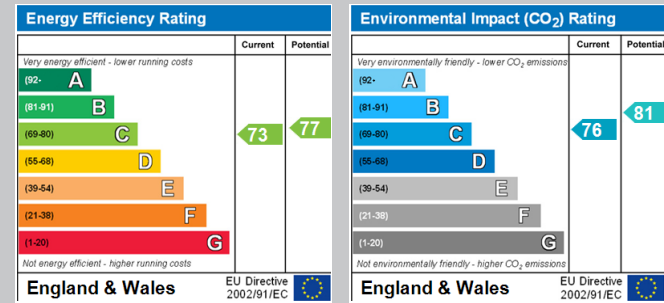 Energy Efficiency Rating
Current Potential
Very energy efficient - lower running costs
(92- A
(81-91) B
(69-80) C
73 77
(55-68) D
(39-54) E
(21-38) F
(1-20) G
Not energy efficient - higher running costs
England & Wales
EU Directive
2002/91/EC
Environmental Impact (CO2) Rating
Current Potential
Very environmentally friendly - lower CO2 emissions
(92- A
(81-91) B
81
(69-80) C
76
(55-68) D
(39-54) E
(21-38) F
(1-20) G
Not environmentally friendly - higher CO2 emissions
England & Wales
EU Directive
2002/91/EC